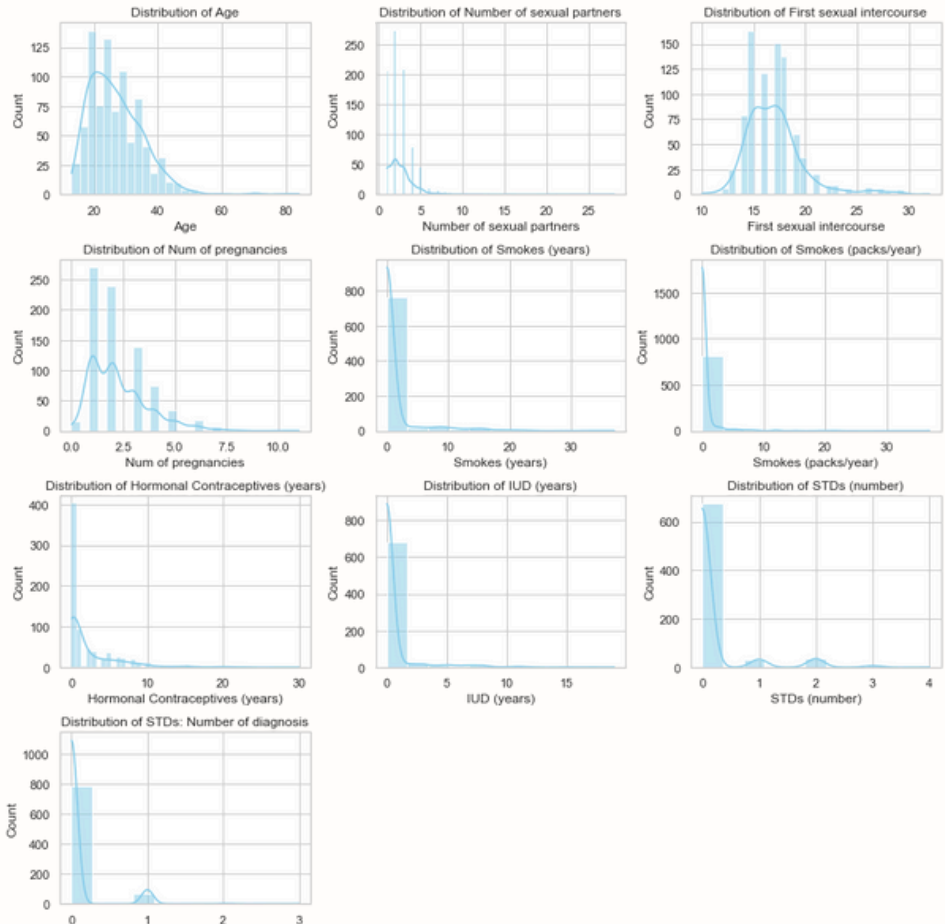 Distribution of Age
Count
125
100
75
50
25
0
20 40 60 80
Age
Distribution of Number of sexual partners
Count
250
200
150
100
50
0
0 5 10 15 20 25
Number of sexual partners
Distribution of First sexual intercourse
Count
150
125
100
75
50
25
0
10 15 20 25 30
First sexual intercourse
Distribution of Num of pregnancies
Count
250
200
150
100
50
0
0.0 2.5 5.0 7.5 10.0
Num of pregnancies
Distribution of Smokes (years)
Count
800
600
400
200
0
0 10 20 30
Smokes (years)
Distribution of Smokes (packs/year)
Count
1500
1000
500
0
0 10 20 30
Smokes (packs/year)
Distribution of Hormonal Contraceptives (years)
Count
400
300
200
100
0
0 10 20 30
Hormonal Contraceptives (years)
Distribution of IUD (years)
Count
800
600
400
200
0
0 5 10 15
IUD (years)
Distribution of STDs (number)
Count
600
400
200
0
0 1 2 3 4
STDs (number)
Distribution of STDs: Number of diagnosis
Count
1000
800
600
400
200
0
0 1 2 3